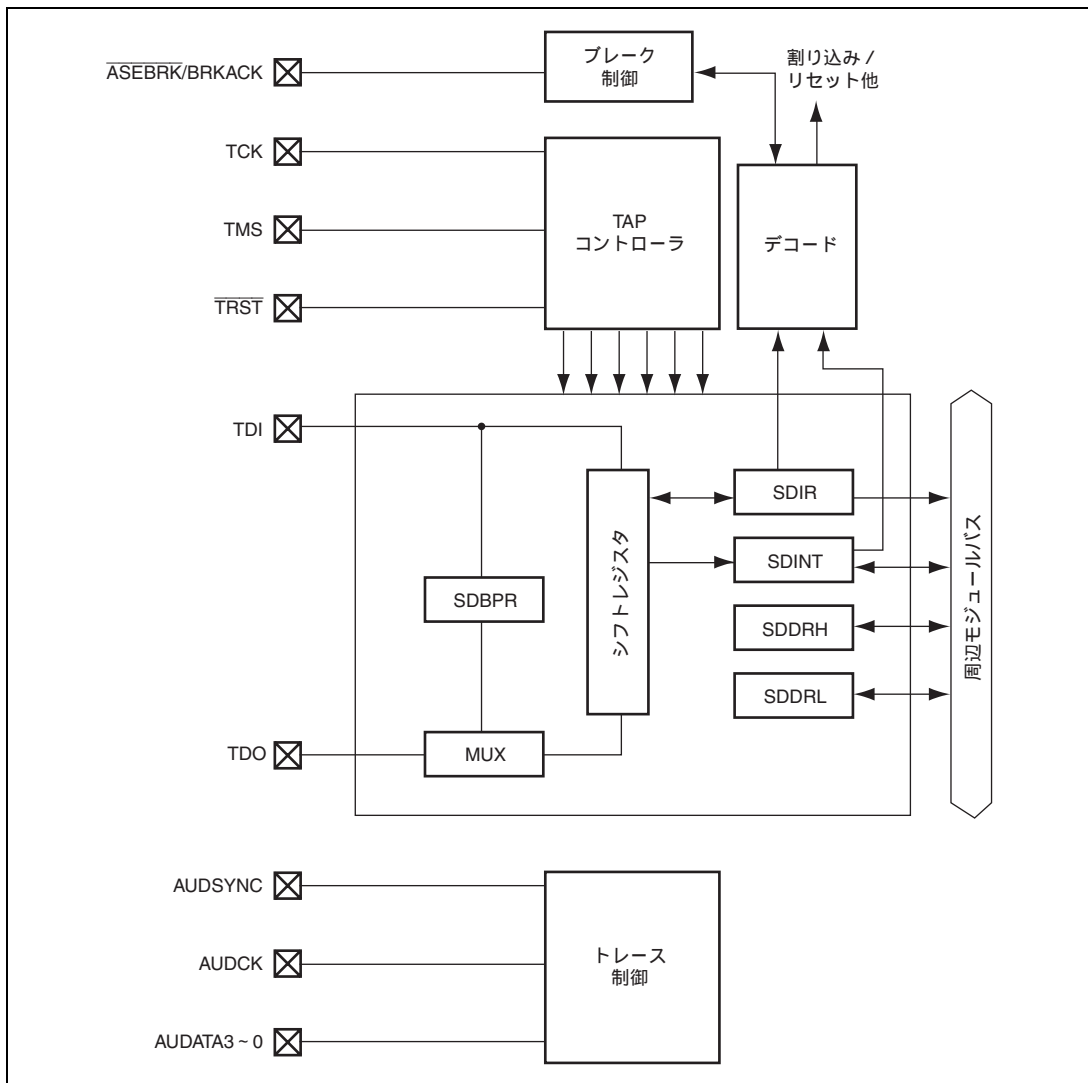 ASEBRK/BRKACK
ブレーク
制御
割り込み /
リセット他
TCK
TMS
TRST
TAP
コントローラ
デコード
TDI
シフトレジスタ
SDIR
SDINT
SDBPR
SDDRH
SDDRL
周辺モジュールバス
TDO
MUX
AUDSYNC
AUDCK
AUDATA3 ~ 0
トレース
制御